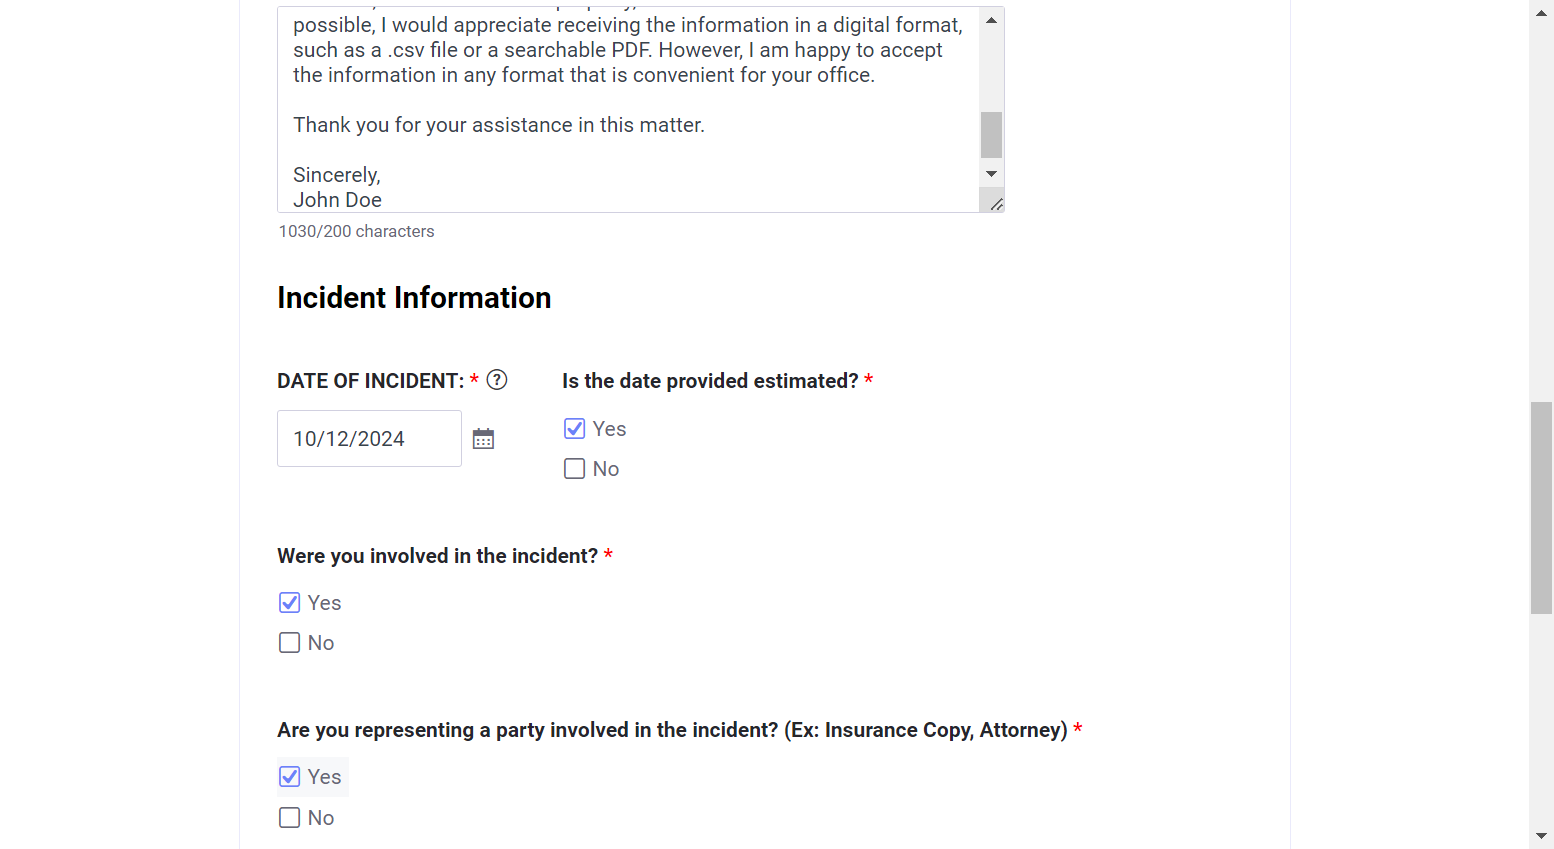 possible, I would appreciate receiving the information in a digital format,
such as a .csv file or a searchable PDF. However, I am happy to accept
the information in any format that is convenient for your office.
Thank you for your assistance in this matter.
Sincerely,
John Doe
1030/200 characters
Incident Information
DATE OF INCIDENT: * ?
Is the date provided estimated? *
10/12/2024
Yes
No
Were you involved in the incident? *
Yes
No
Are you representing a party involved in the incident? (Ex: Insurance Copy, Attorney) *
Yes
No